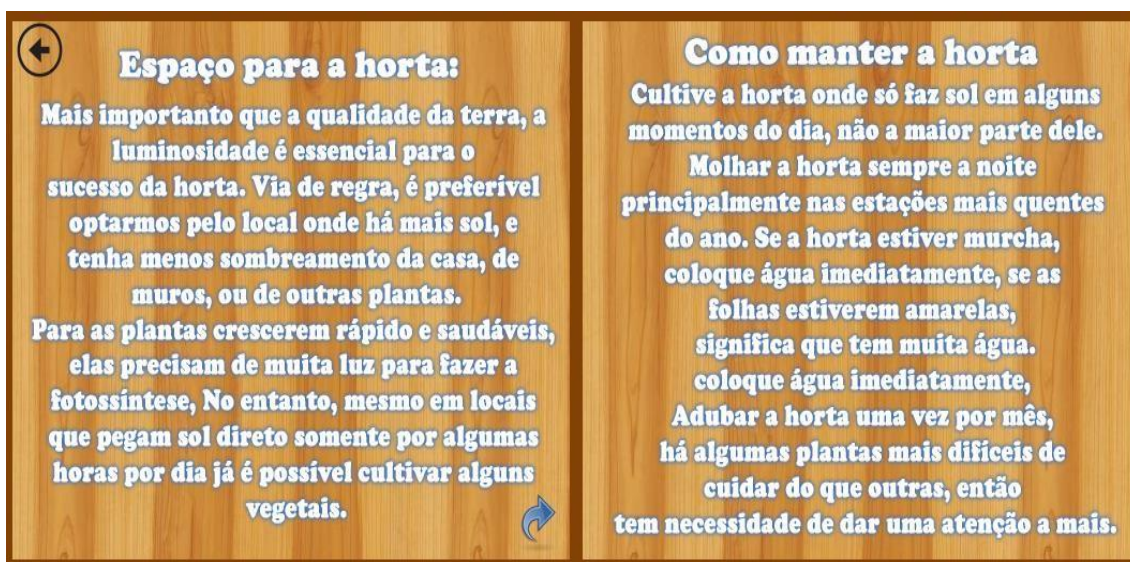 Espaço para a horta:
Mais importante que a qualidade da terra, a
luminosidade é essencial para o
sucesso da horta. Via de regra, é preferível
optarmos pelo local onde há mais sol, e
tenha menos sombreamento da casa, de
muros, ou de outras plantas.
Para as plantas crescerem rápido e saudáveis,
elas precisam de muita luz para fazer a
fotossíntese, No entanto, mesmo em locais
que pegam sol direto somente por algumas
horas por dia já é possível cultivar alguns
vegetais.
Como manter a horta
Cultive a horta onde só faz sol em alguns
momentos do dia, não a maior parte dele.
Molhar a horta sempre a noite
principalmente nas estações mais quentes
do ano. Se a horta estiver murcha,
coloque água imediatamente, se as
folhas estiverem amarelas,
significa que tem muita água.
coloque água imediatamente,
Adubar a horta uma vez por mês,
há algumas plantas mais difíceis de
cuidar do que outras, então
tem necessidade de dar uma atenção a mais.